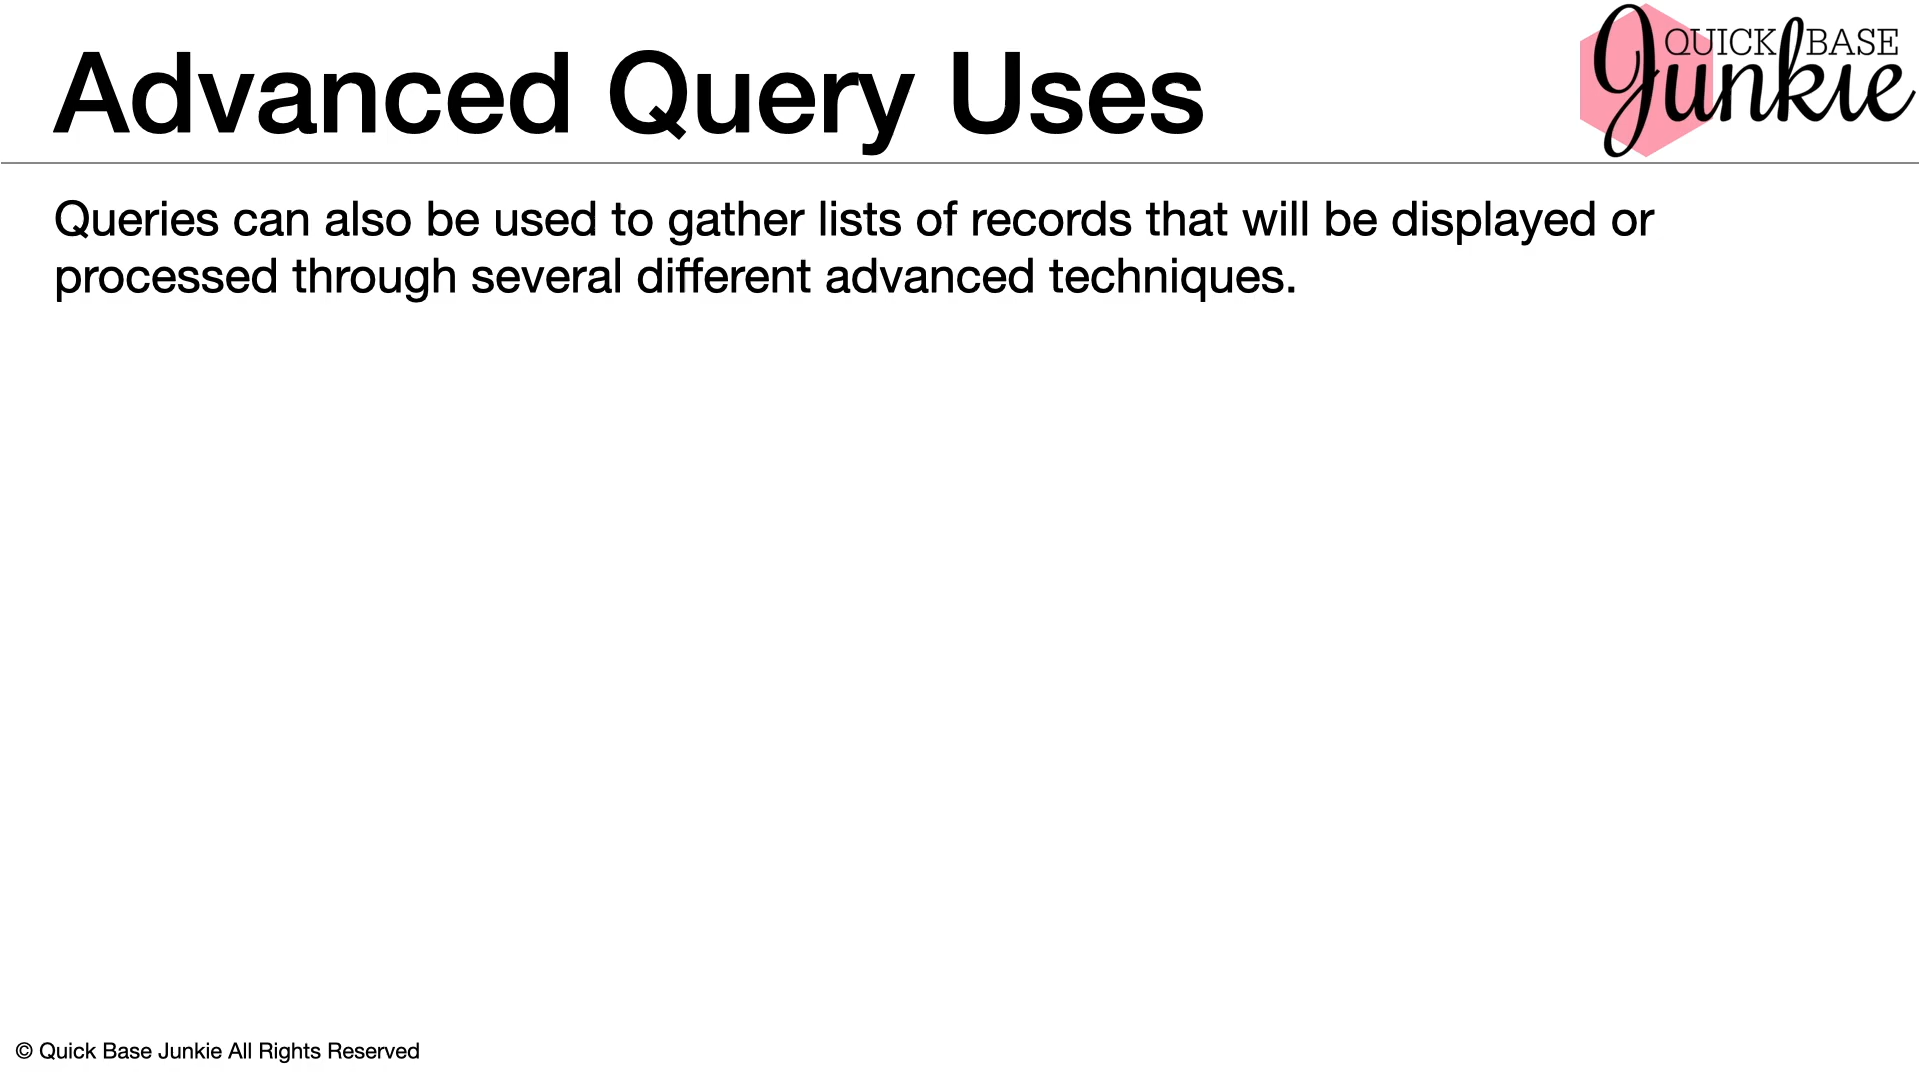 Advanced Query Uses
QUICK BASE
Junkie
Queries can also be used to gather lists of records that will be displayed or
processed through several different advanced techniques.
© Quick Base Junkie All Rights Reserved